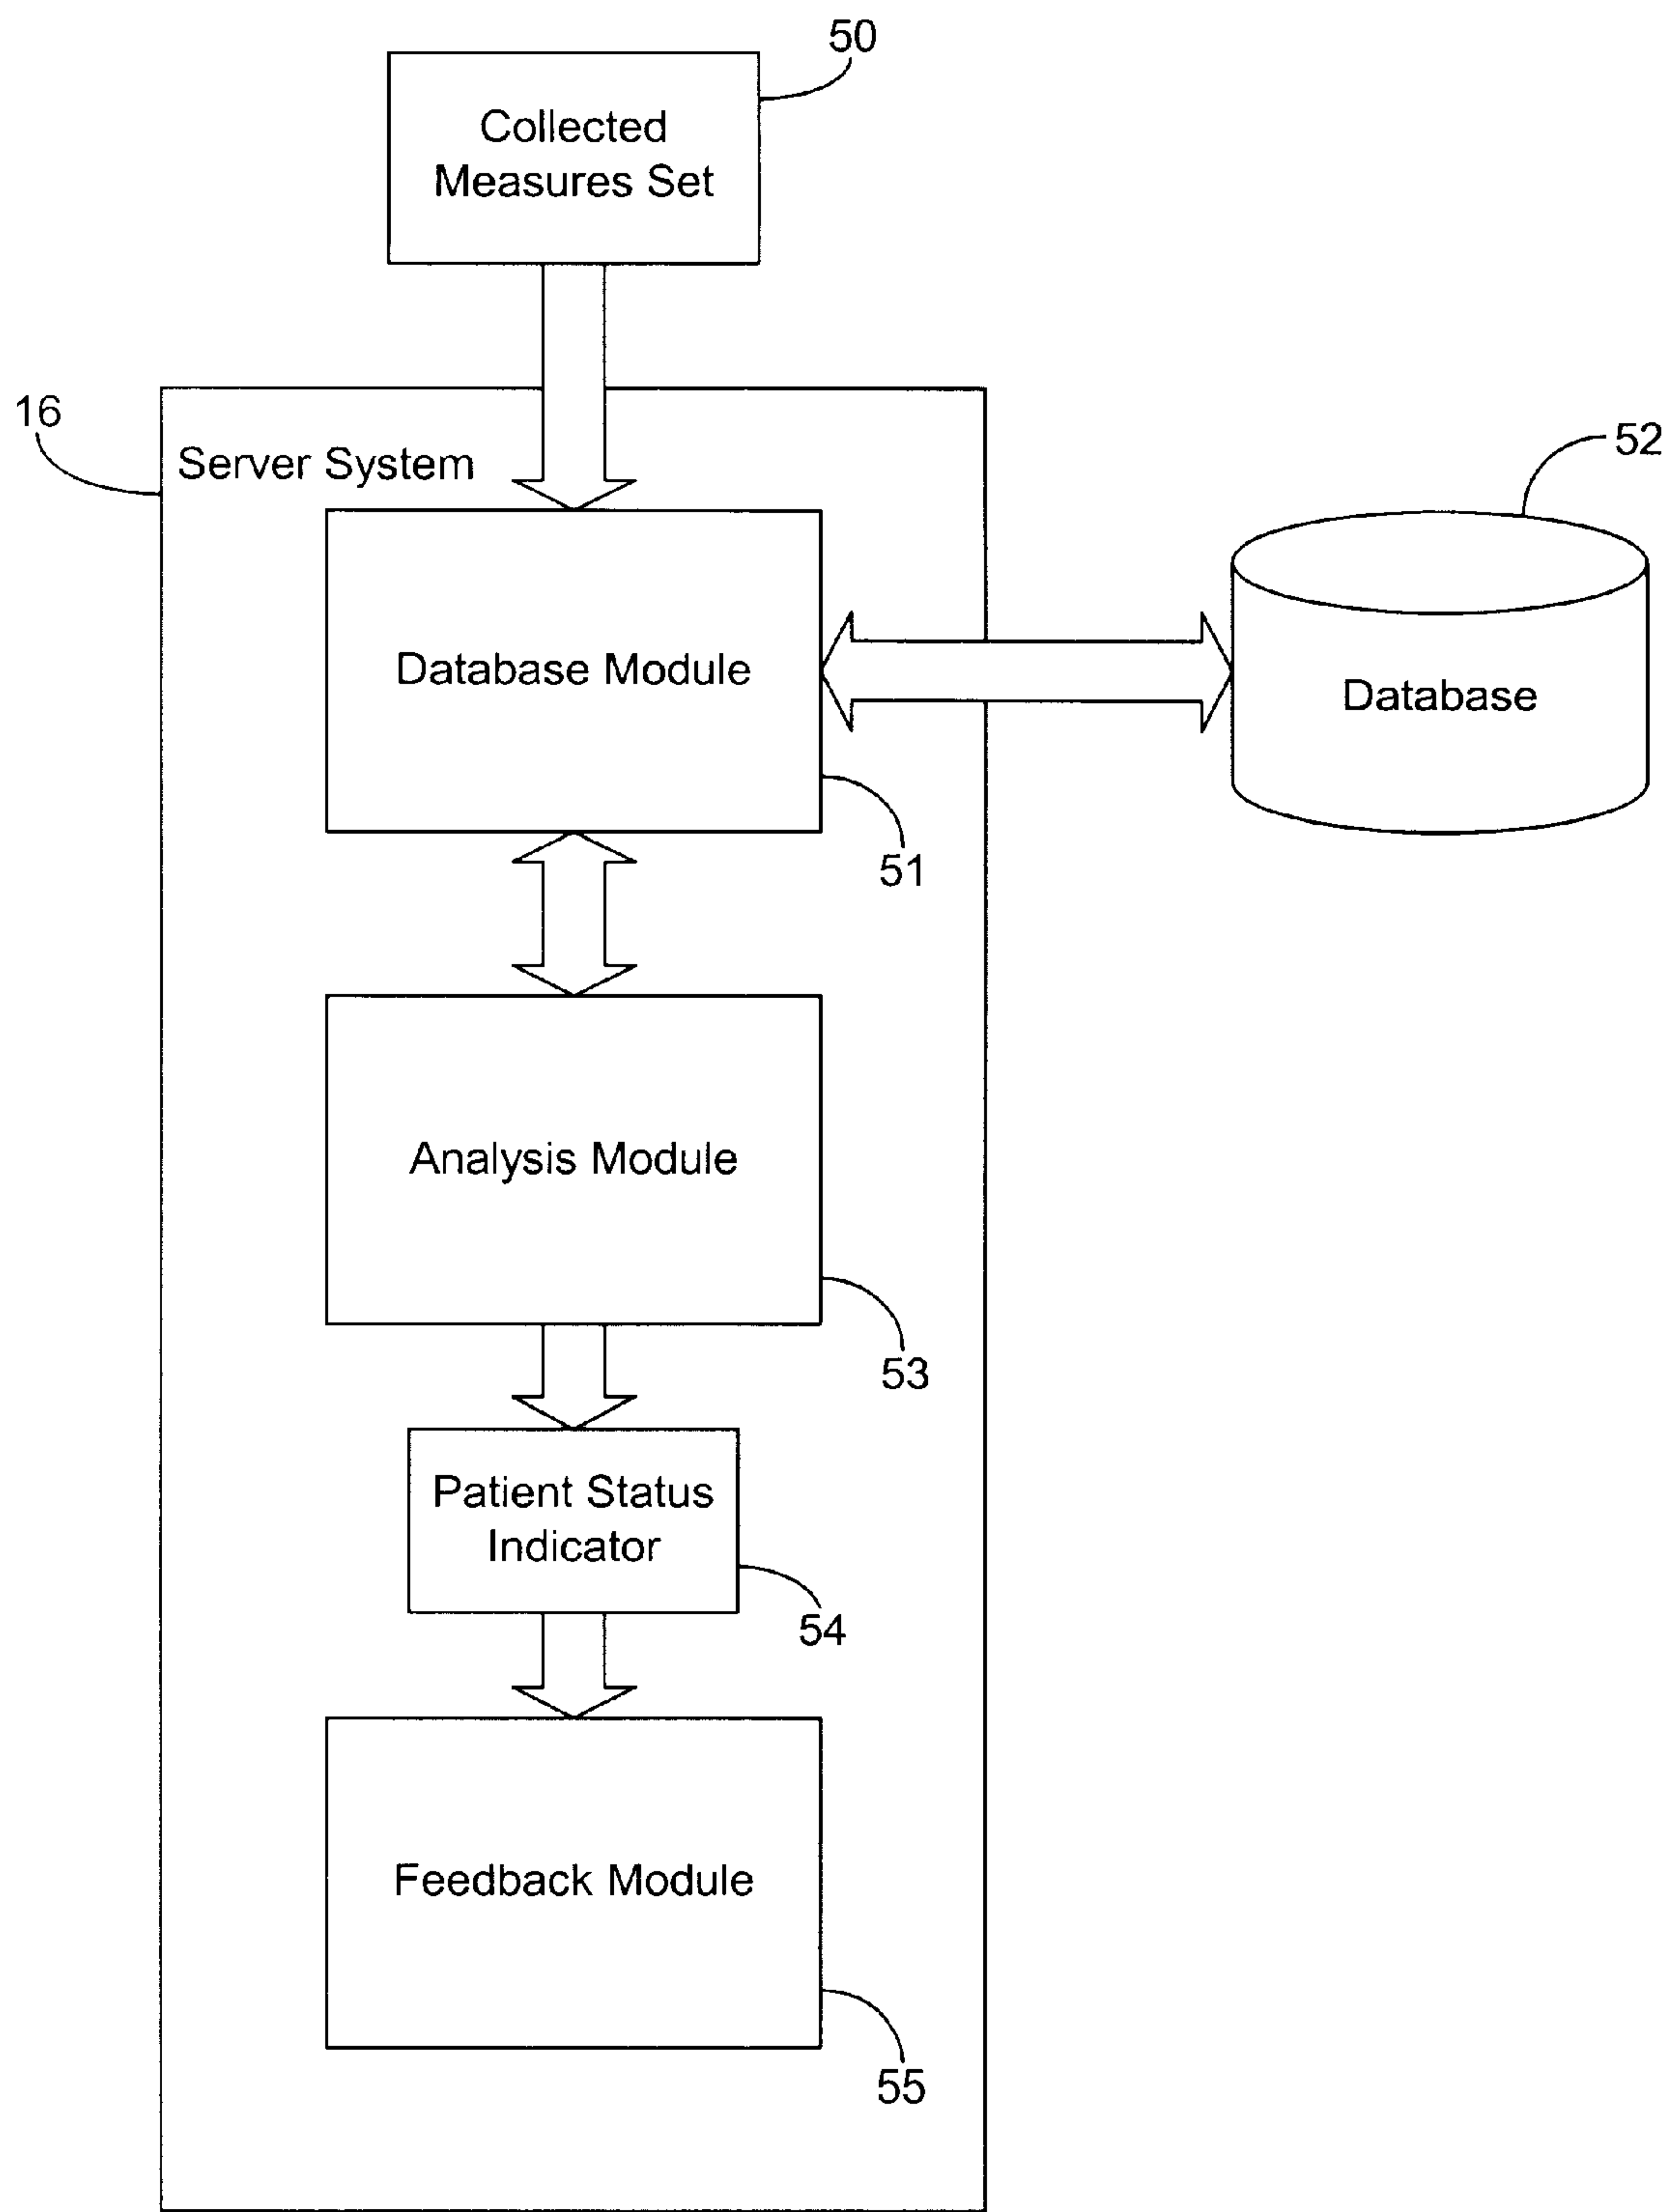 50
Collected
Measures Set
16
Server System
52
Database Module
Database
51
Analysis Module
53
Patient Status
Indicator
54
Feedback Module
55